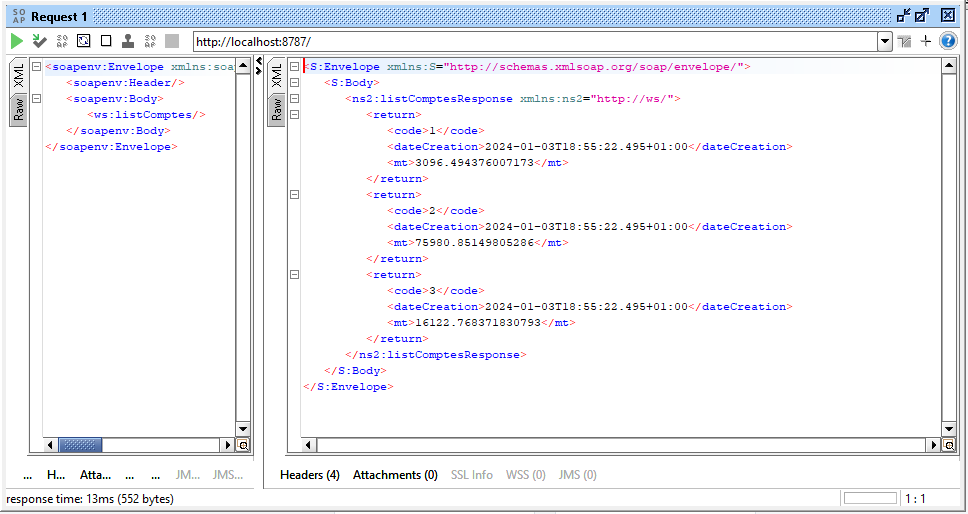 SO AP Request 1
http://localhost:8787/
XML
Raw
<soapenv:Envelope xmlns:soa
<soapenv:Header/>
<soapenv:Body>
<ws:listComptes/>
</soapenv:Body>
</soapenv:Envelope>
XML
Raw
<S:Envelope xmlns:S="http://schemas.xmlsoap.org/soap/envelope/">
<S:Body>
<ns2:listComptesResponse xmlns:ns2="http://ws/">
<return>
<code>1</code>
<dateCreation>2024-01-03T18:55:22.495+01:00</dateCreation>
<mt>3096.494376007173</mt>
</return>
<return>
<code>2</code>
<dateCreation>2024-01-03T18:55:22.495+01:00</dateCreation>
<mt>75980.85149805286</mt>
</return>
<return>
<code>3</code>
<dateCreation>2024-01-03T18:55:22.495+01:00</dateCreation>
<mt>16122.768371830793</mt>
</return>
</ns2:listComptesResponse>
</S:Body>
</S:Envelope>
... H... Atta... ... ... JM... JMS...
Headers (4) Attachments (0) SSL Info WSS (0) JMS (0)
response time: 13ms (552 bytes)
1 : 1